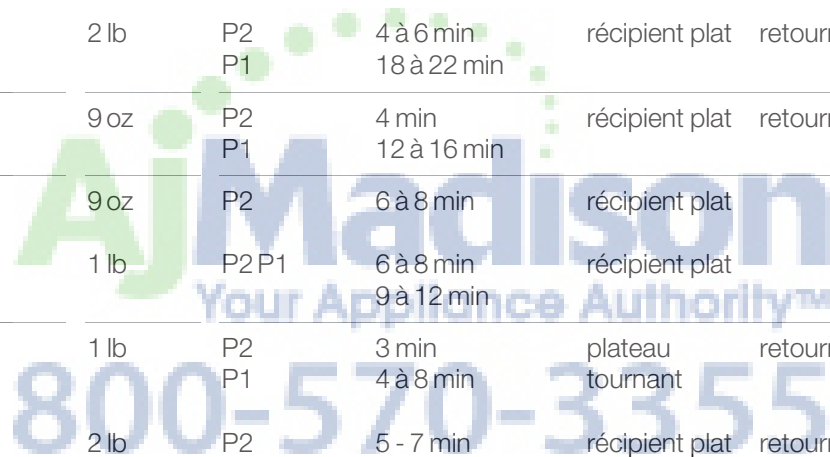 2 lb P2 4 à 6 min récipient plat retourn
P1 18 à 22 min
9 oz P2 4 min récipient plat retourn
P1 12 à 16 min
AjMadison
9 oz P2 6 à 8 min récipient plat
1 lb P2 P1 6 à 8 min récipient plat
9 à 12 min
Your Appliance Authority™
1 lb P2 3 min plateau retourn
P1 4 à 8 min tournant
800-570-3355
2 lb P2 5 - 7 min récipient plat retourn